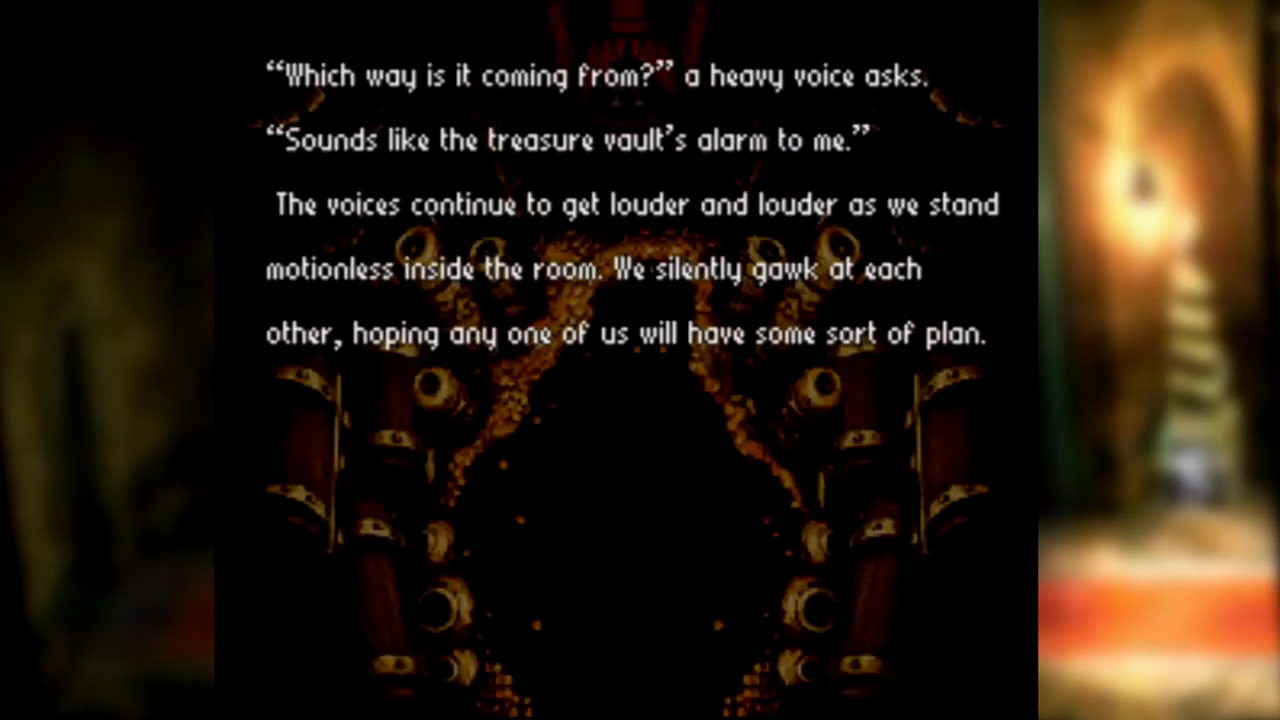 “Which way is it coming from?” a heavy voice asks.
“Sounds like the treasure vault’s alarm to me.”
The voices continue to get louder and louder as we stand
motionless inside the room. We silently gawk at each
other, hoping any one of us will have some sort of plan.